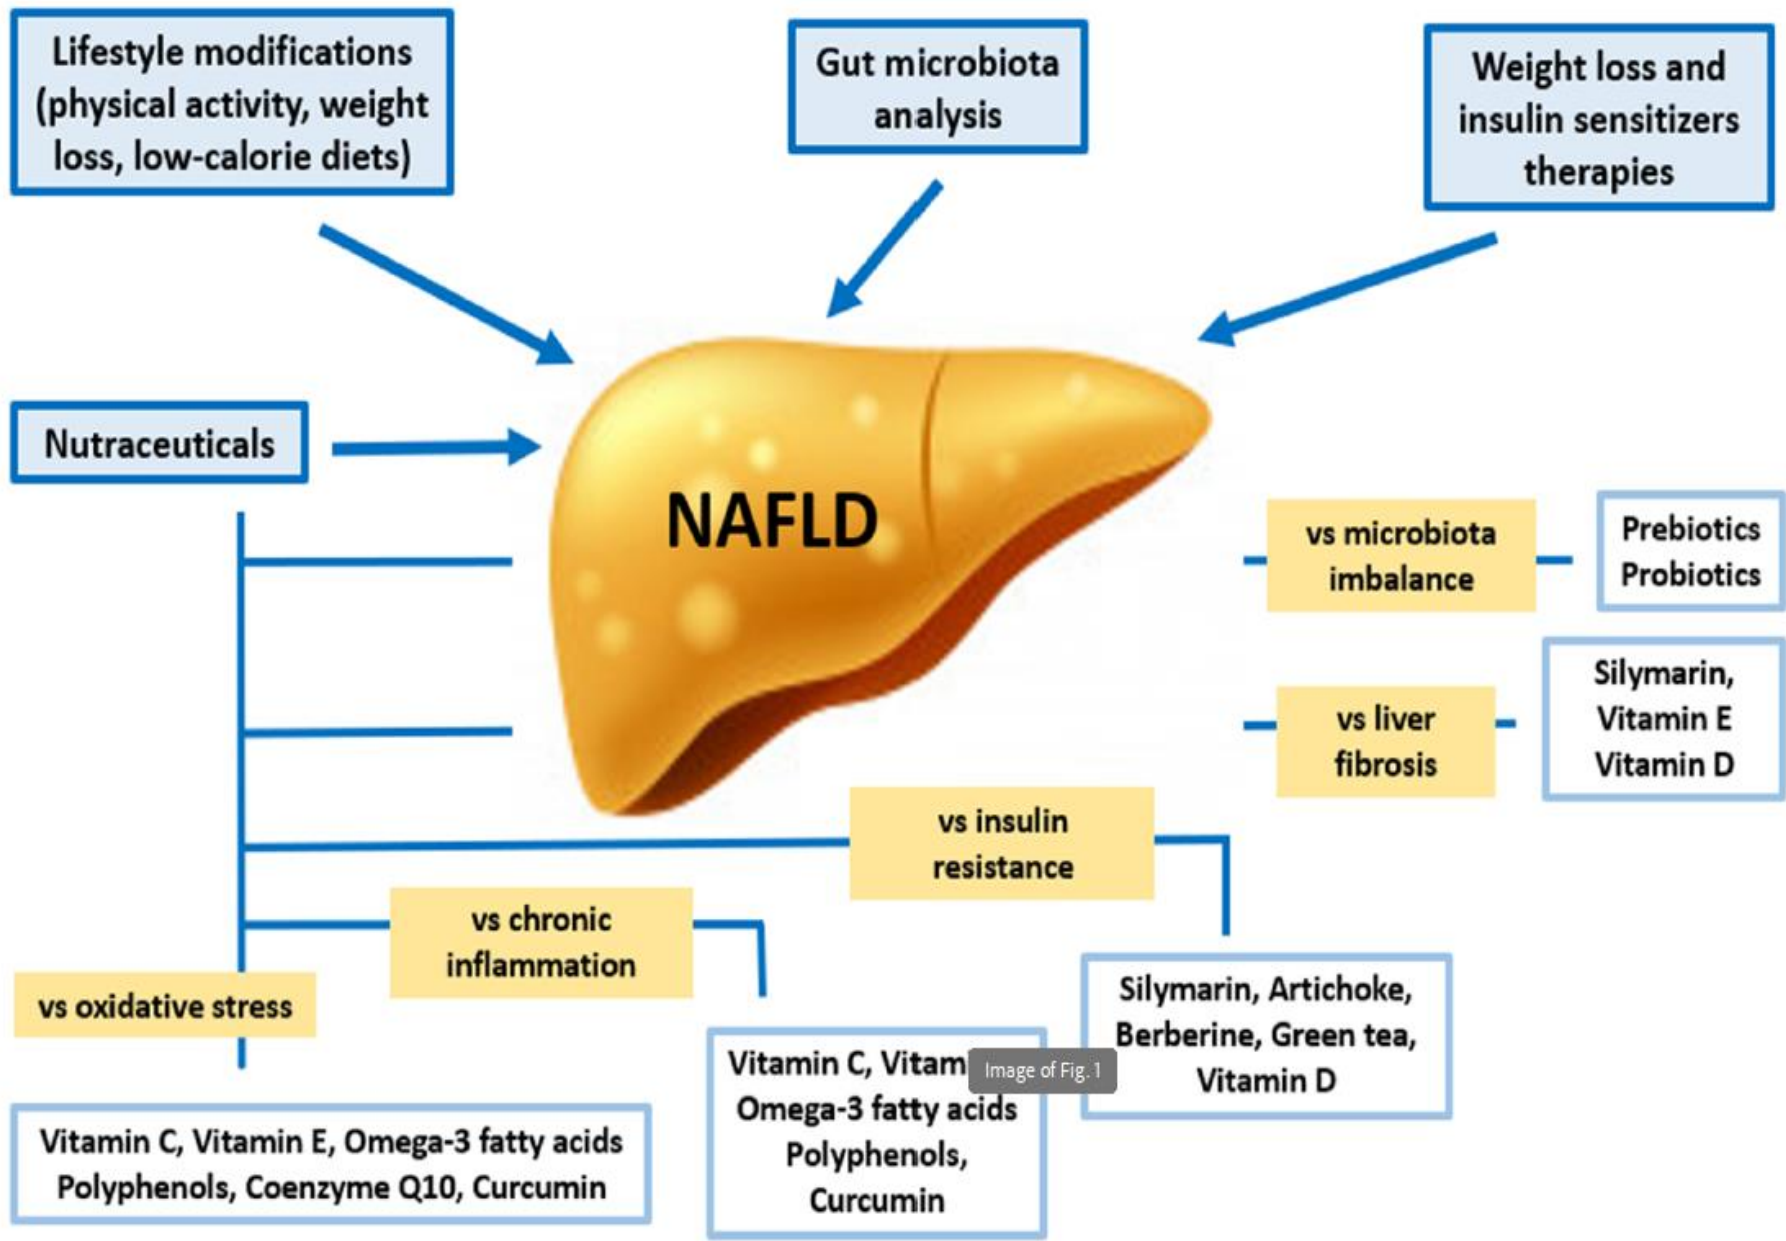 Lifestyle modifications
(physical activity, weight
loss, low-calorie diets)
Gut microbiota
analysis
Weight loss and
insulin sensitizers
therapies
Nutraceuticals
NAFLD
vs microbiota
imbalance
Prebiotics
Probiotics
vs liver
fibrosis
Silymarin,
Vitamin E
Vitamin D
vs insulin
resistance
Silymarin, Artichoke,
Berberine, Green tea,
Vitamin D
vs chronic
inflammation
Vitamin C,
Omega-3 fatty acids
Polyphenols,
Curcumin
Image of Fig. 1
vs oxidative stress
Vitamin C, Vitamin E, Omega-3 fatty acids
Polyphenols, Coenzyme Q10, Curcumin